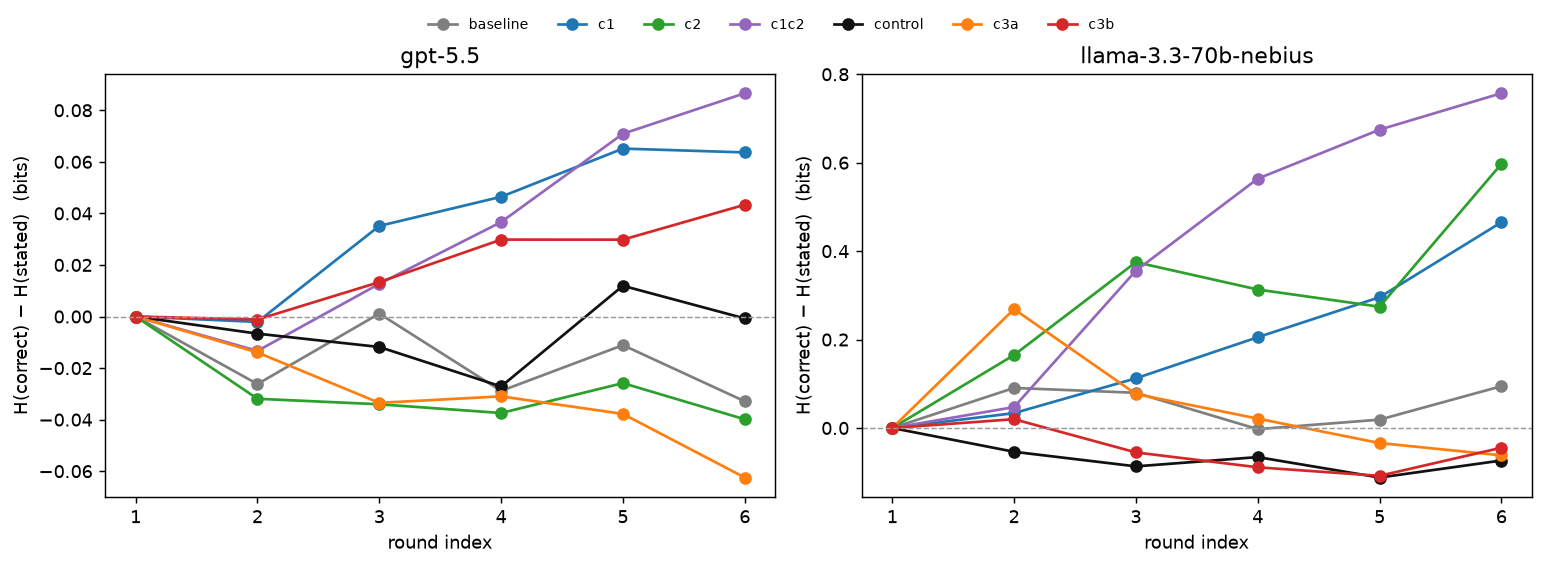 baseline c1 c2 c1c2 control c3a c3b
gpt-5.5
llama-3.3-70b-nebius
H(correct) − H(stated) (bits)
0.08
0.06
0.04
0.02
0.00
−0.02
−0.04
−0.06
1 2 3 4 5 6
round index
H(correct) − H(stated) (bits)
0.8
0.6
0.4
0.2
0.0
1 2 3 4 5 6
round index